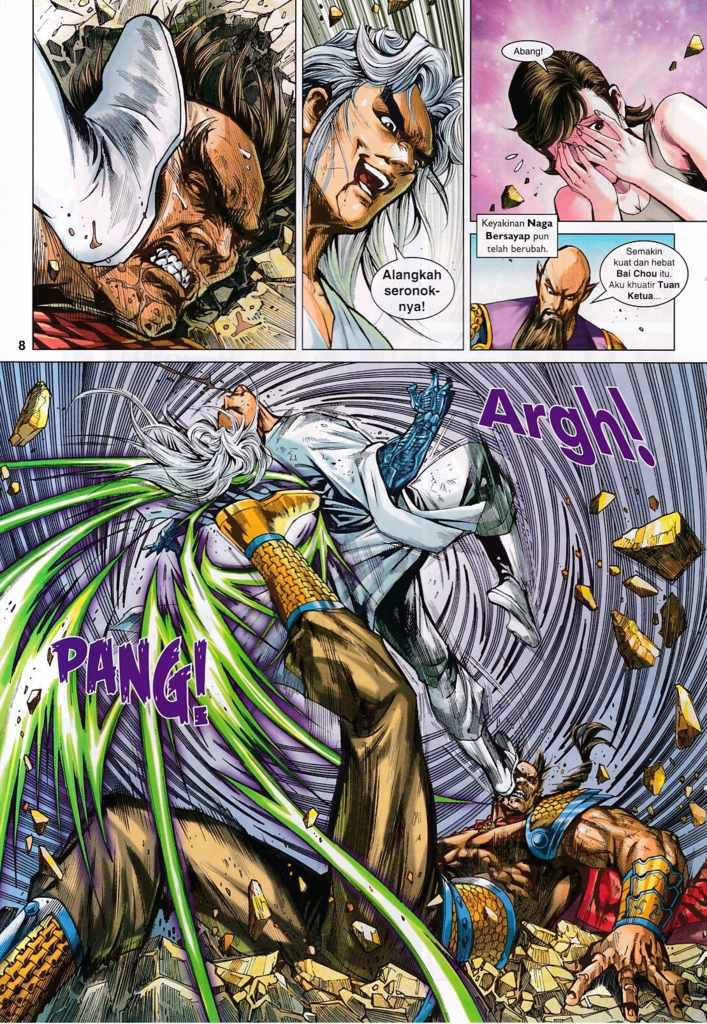 Abang!
Alangkah
seronok-
nya!
Keyakinan Naga
Bersayap pun
telah berubah.
Semakin
kuat dan hebat
Bai Chou itu.
Aku khuatir Tuan
Ketua...
8
Argh!
PANG!